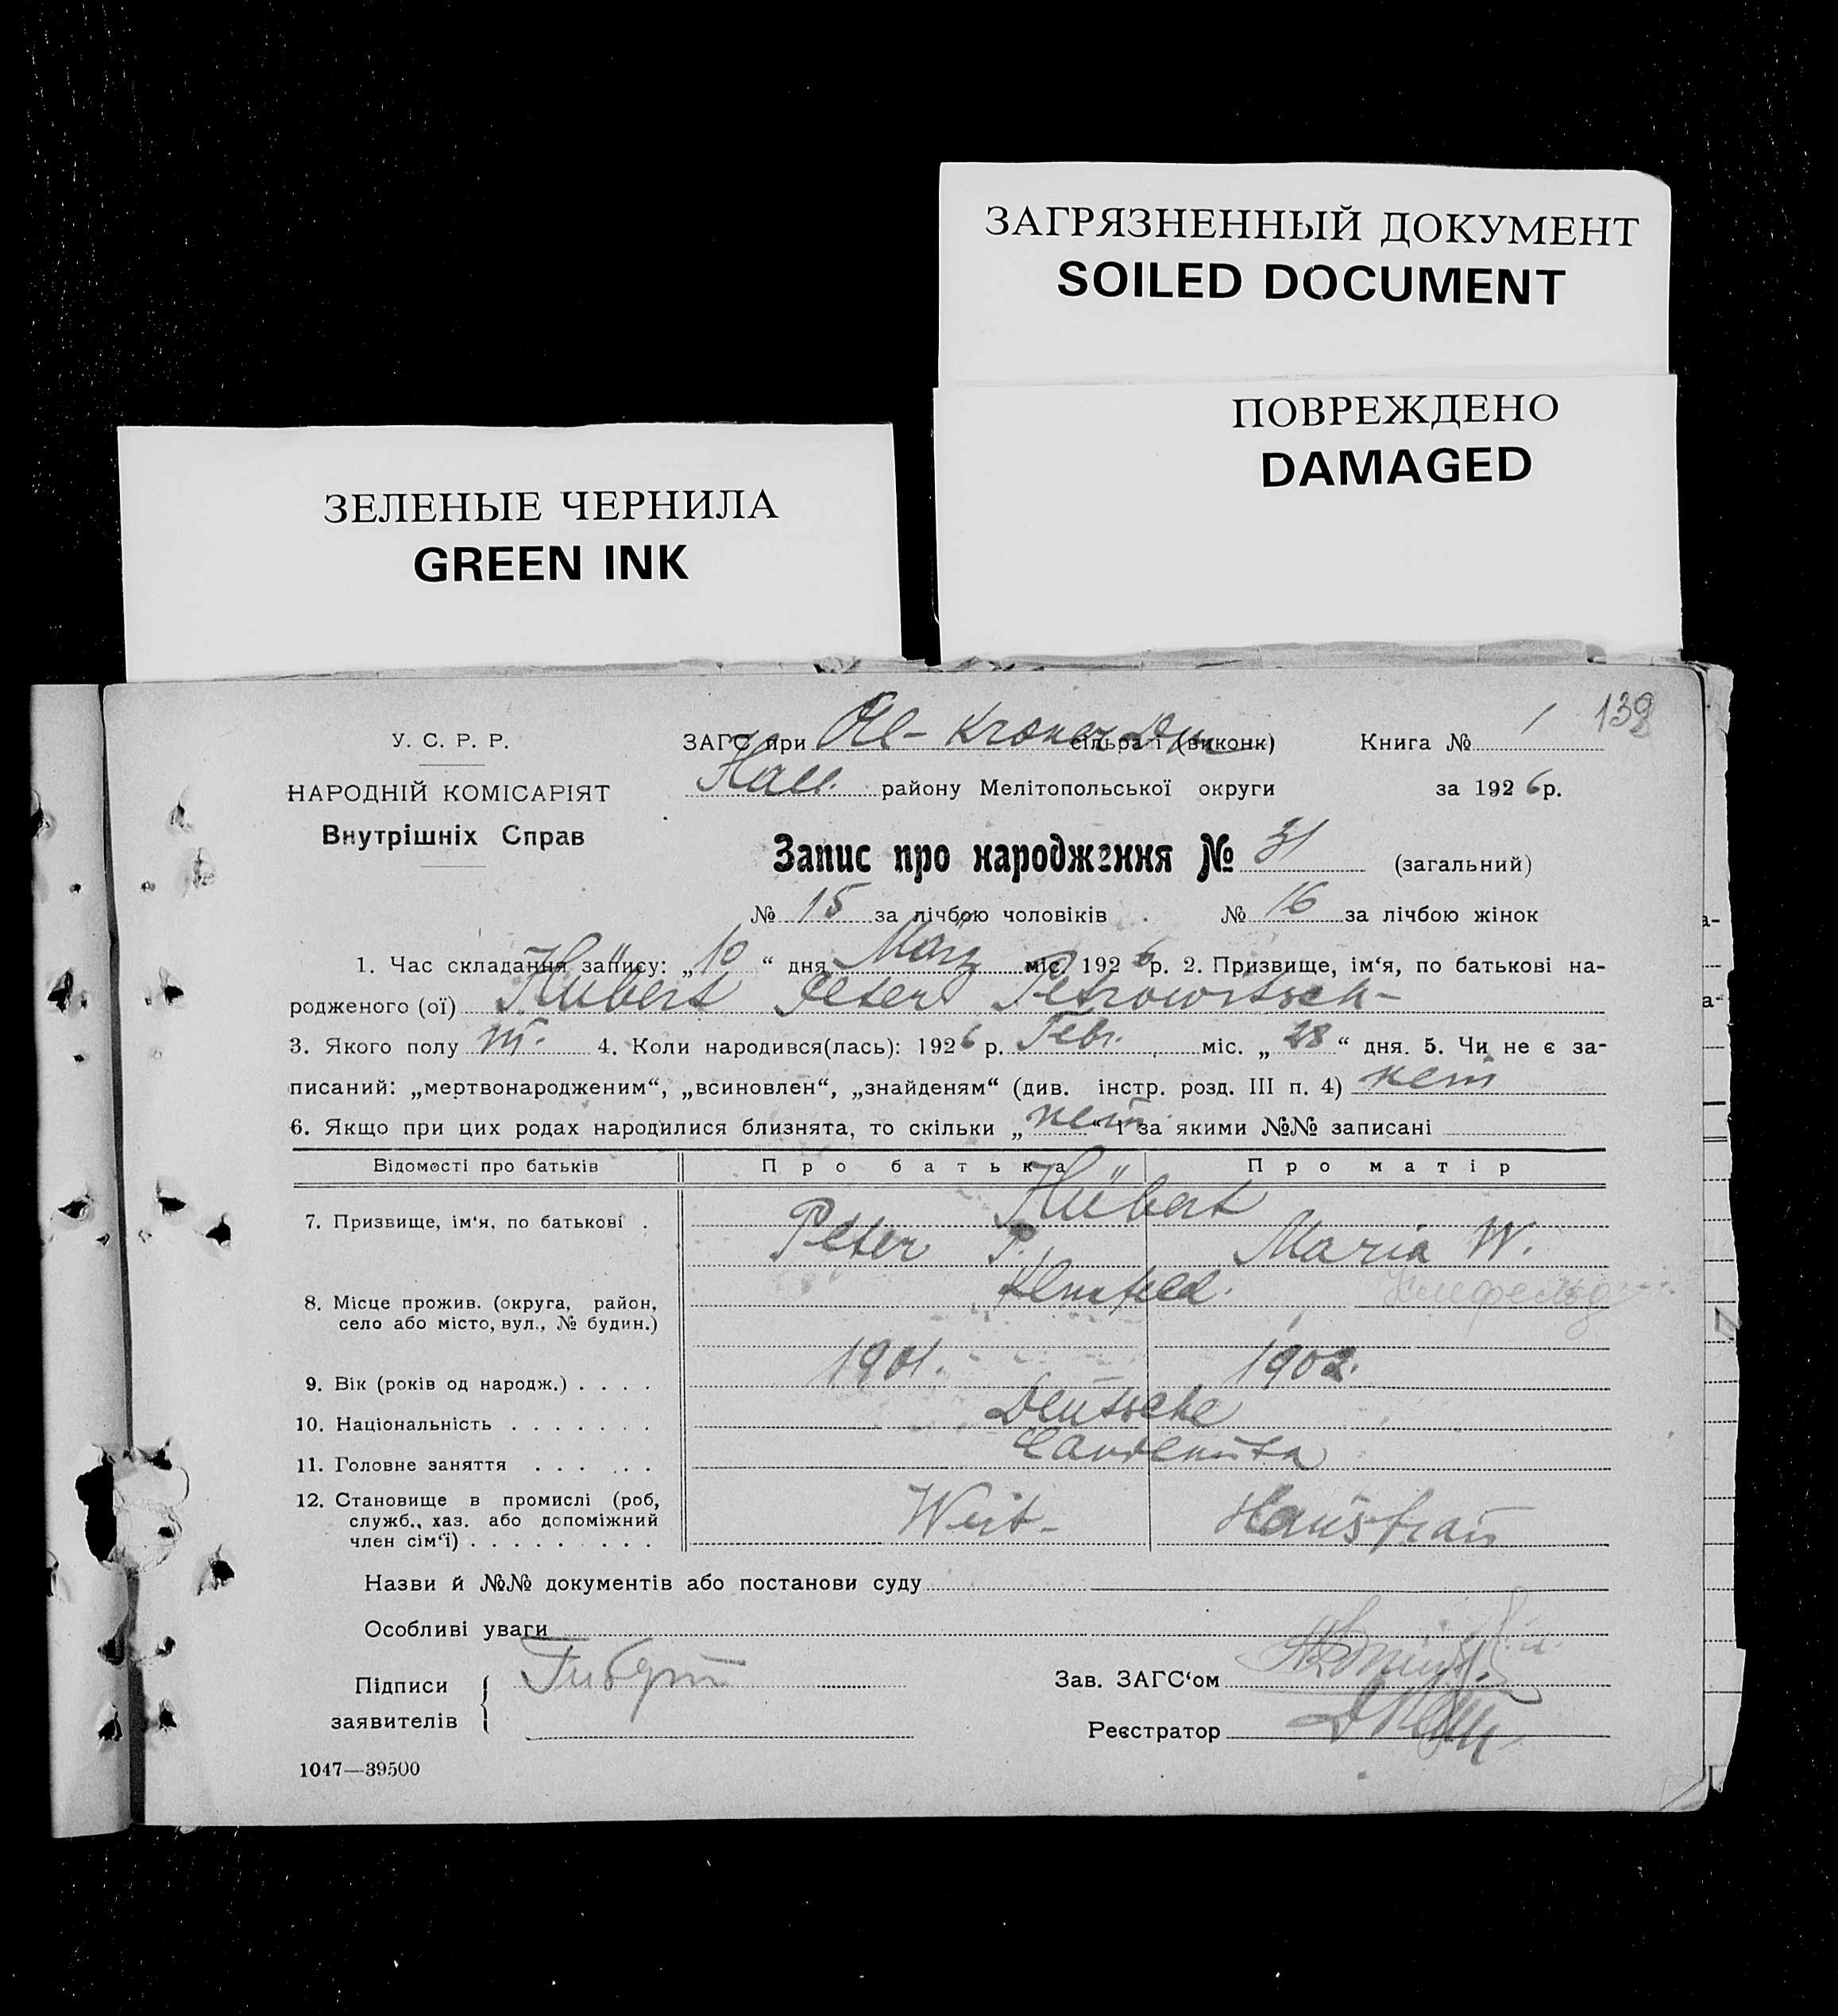 ЗАГРЯЗНЕННЫЙ ДОКУМЕНТ
SOILED DOCUMENT
ПОВРЕЖДЕНО
DAMAGED
ЗЕЛЕНЫЕ ЧЕРНИЛА
GREEN INK
139
У. С. Р. Р.
НАРОДНІЙ КОМІСАРІЯТ
Внутрішніх Справ
ЗАГС при сільраі (виконк) Книга № 1
Hall. району Мелітопольської округи за 1926 р.
Запис про народження № 31 (загальний)
№ 15 за лічбою чоловіків № 16 за лічбою жінок
1. Час складання запису: „10“ дня März міс. 1926 р. 2. Призвище, ім‘я, по батькові на-
родженого (ої) Hübert Peter Petrowitsch-
3. Якого полу m. 4. Коли народився(лась): 1926 р. Febr. міс. „28“ дня. 5. Чи не є за-
писаний: „мертвонародженим“, „всиновлен“, „знайденям“ (див. інстр. розд. III п. 4) нет
6. Якщо при цих родах народилися близнята, то скільки „нет“ і за якими №№ записані
Відомості про батьків Про батька Про матір
7. Призвище, ім‘я, по батькові . Hübert
Peter P. Maria W.
8. Місце прожив. (округа, район,
село або місто, вул., № будин.)
9. Вік (років од народж.) . . . . 1901. 1902.
10. Національність . . . . . . . Deutsche
11. Головне заняття . . . . . .
12. Становище в промислі (роб,
служб., хаз. або допоміжний
член сім‘ї) . . . . . . . . . Wirt- Hausfrau
Назви й №№ документів або постанови суду
Особливі уваги
Підписи
заявителів
Гиберт
Зав. ЗАГС‘ом
Реєстратор
1047—39500